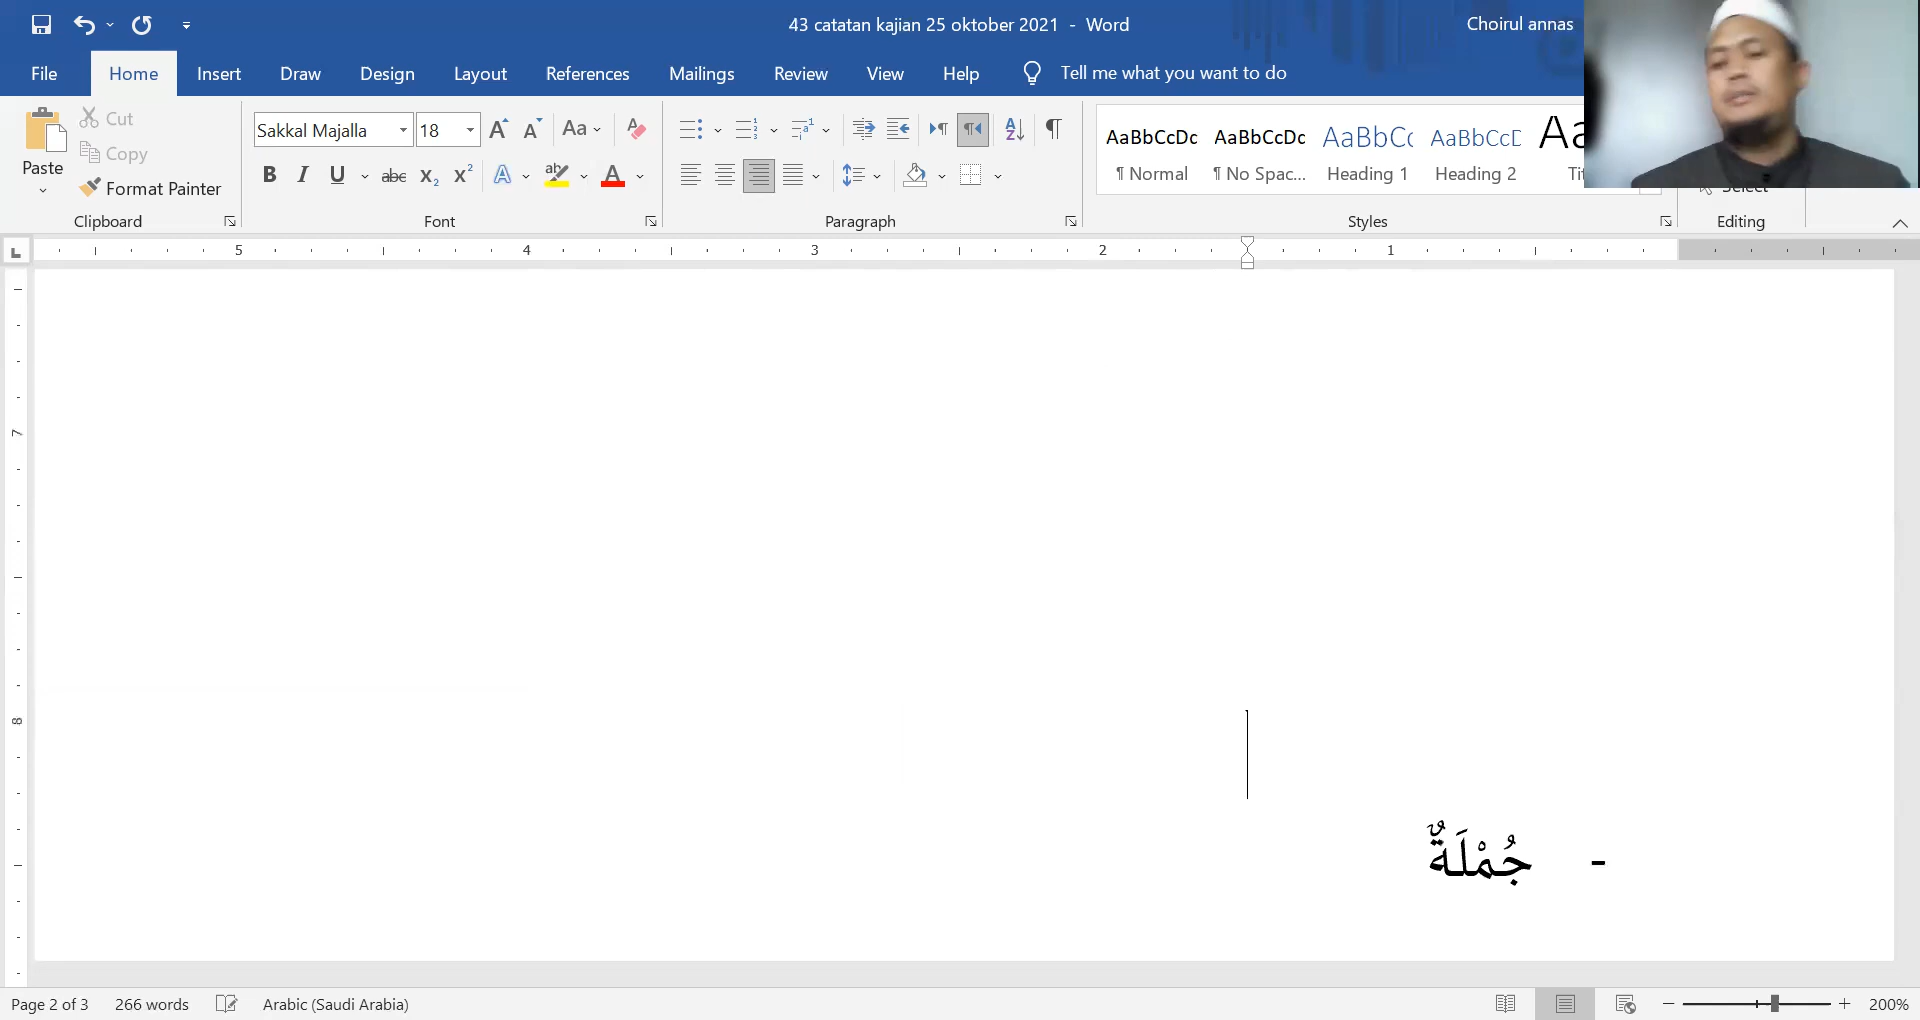 43 catatan kajian 25 oktober 2021 - Word
Choirul annas
File Home Insert Draw Design Layout References Mailings Review View Help Tell me what you want to do
Paste
Cut
Copy
Format Painter
Clipboard
Sakkal Majalla 18
Font
Paragraph
AaBbCcDc AaBbCcDc AaBbCc AaBbCcD
¶ Normal ¶ No Spac... Heading 1 Heading 2
Styles
Select
Editing
5 4 3 2 1
7
8
- جُمْلَةٌ
Page 2 of 3 266 words Arabic (Saudi Arabia) 200%